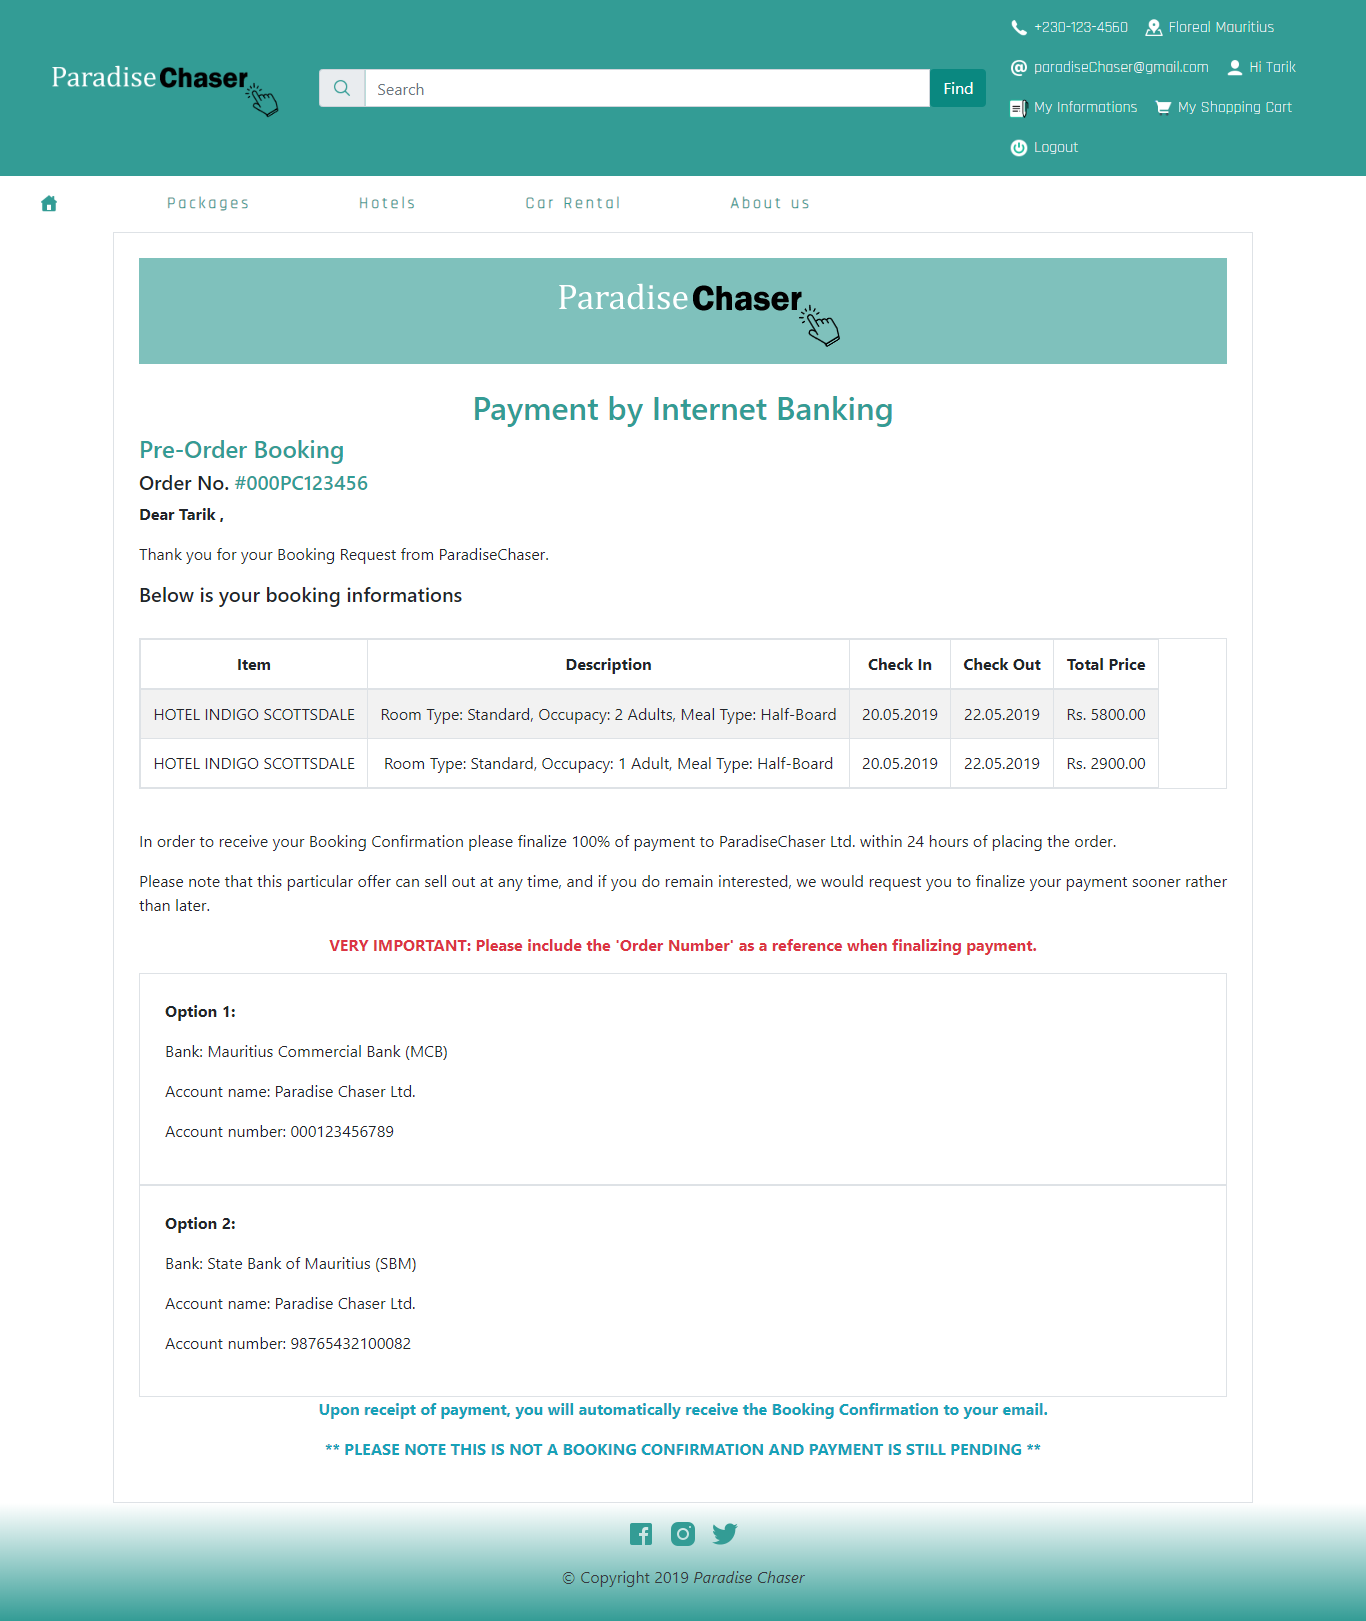 +230-123-4560 Floreal Mauritius
ParadiseChaser
Search Find
paradiseChaser@gmail.com Hi Tarik
My Informations My Shopping Cart
Logout
Packages Hotels Car Rental About us
ParadiseChaser
Payment by Internet Banking
Pre-Order Booking
Order No. #000PC123456
Dear Tarik ,
Thank you for your Booking Request from ParadiseChaser.
Below is your booking informations
Item Description Check In Check Out Total Price
HOTEL INDIGO SCOTTSDALE Room Type: Standard, Occupacy: 2 Adults, Meal Type: Half-Board 20.05.2019 22.05.2019 Rs. 5800.00
HOTEL INDIGO SCOTTSDALE Room Type: Standard, Occupacy: 1 Adult, Meal Type: Half-Board 20.05.2019 22.05.2019 Rs. 2900.00
In order to receive your Booking Confirmation please finalize 100% of payment to ParadiseChaser Ltd. within 24 hours of placing the order.
Please note that this particular offer can sell out at any time, and if you do remain interested, we would request you to finalize your payment sooner rather
than later.
VERY IMPORTANT: Please include the 'Order Number' as a reference when finalizing payment.
Option 1:
Bank: Mauritius Commercial Bank (MCB)
Account name: Paradise Chaser Ltd.
Account number: 000123456789
Option 2:
Bank: State Bank of Mauritius (SBM)
Account name: Paradise Chaser Ltd.
Account number: 98765432100082
Upon receipt of payment, you will automatically receive the Booking Confirmation to your email.
** PLEASE NOTE THIS IS NOT A BOOKING CONFIRMATION AND PAYMENT IS STILL PENDING **
© Copyright 2019 Paradise Chaser